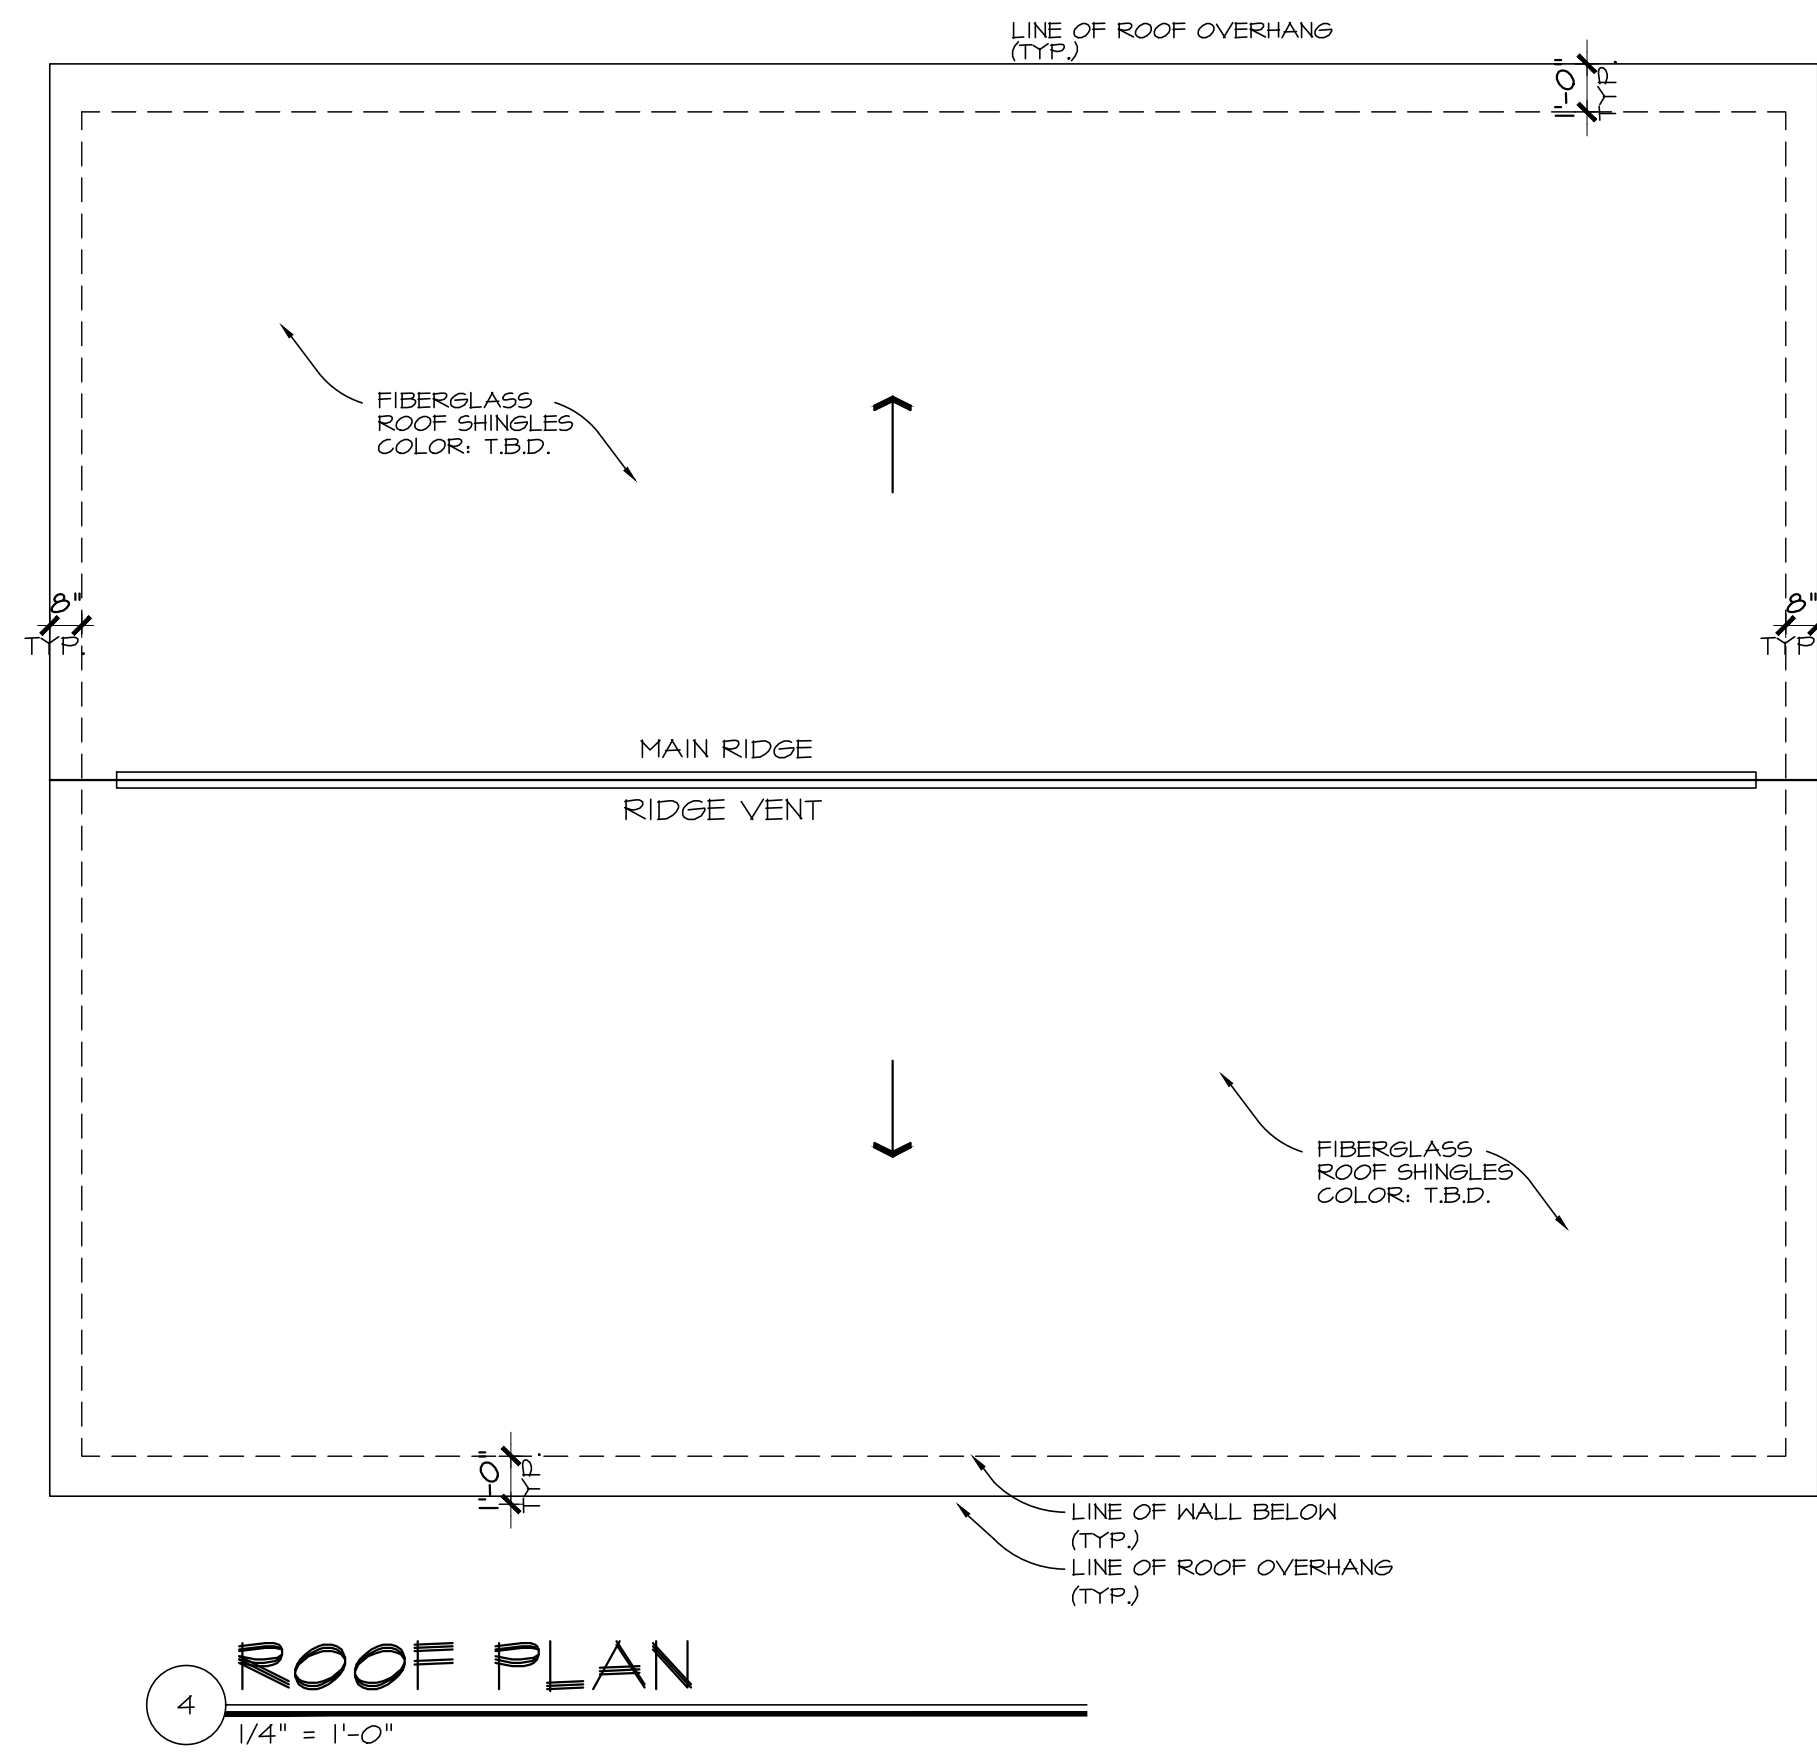 LINE OF ROOF OVERHANG
(TYP.)
1'-0"
TYP.
FIBERGLASS
ROOF SHINGLES
COLOR: T.B.D.
8"
TYP.
8"
TYP
MAIN RIDGE
RIDGE VENT
FIBERGLASS
ROOF SHINGLES
COLOR: T.B.D.
1'-0"
TYP.
LINE OF WALL BELOW
(TYP.)
LINE OF ROOF OVERHANG
(TYP.)
ROOF PLAN
4
1/4" = 1'-0"